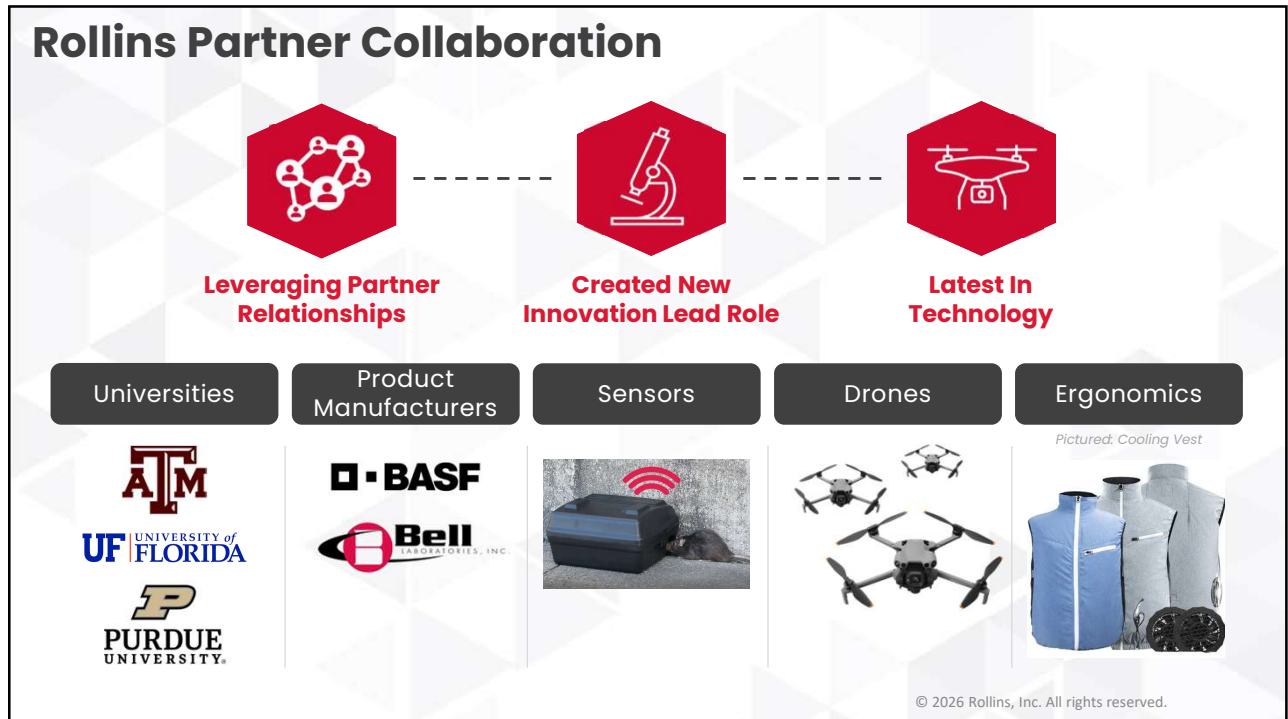 Rollins Partner Collaboration
Leveraging Partner
Relationships
Created New
Innovation Lead Role
Latest In
Technology
Universities
Product
Manufacturers
Sensors
Drones
Ergonomics
Pictured: Cooling Vest
ATM
UF UNIVERSITY of
FLORIDA
P
PURDUE
UNIVERSITY®
BASF
Bell
LABORATORIES, INC.
© 2026 Rollins, Inc. All rights reserved.